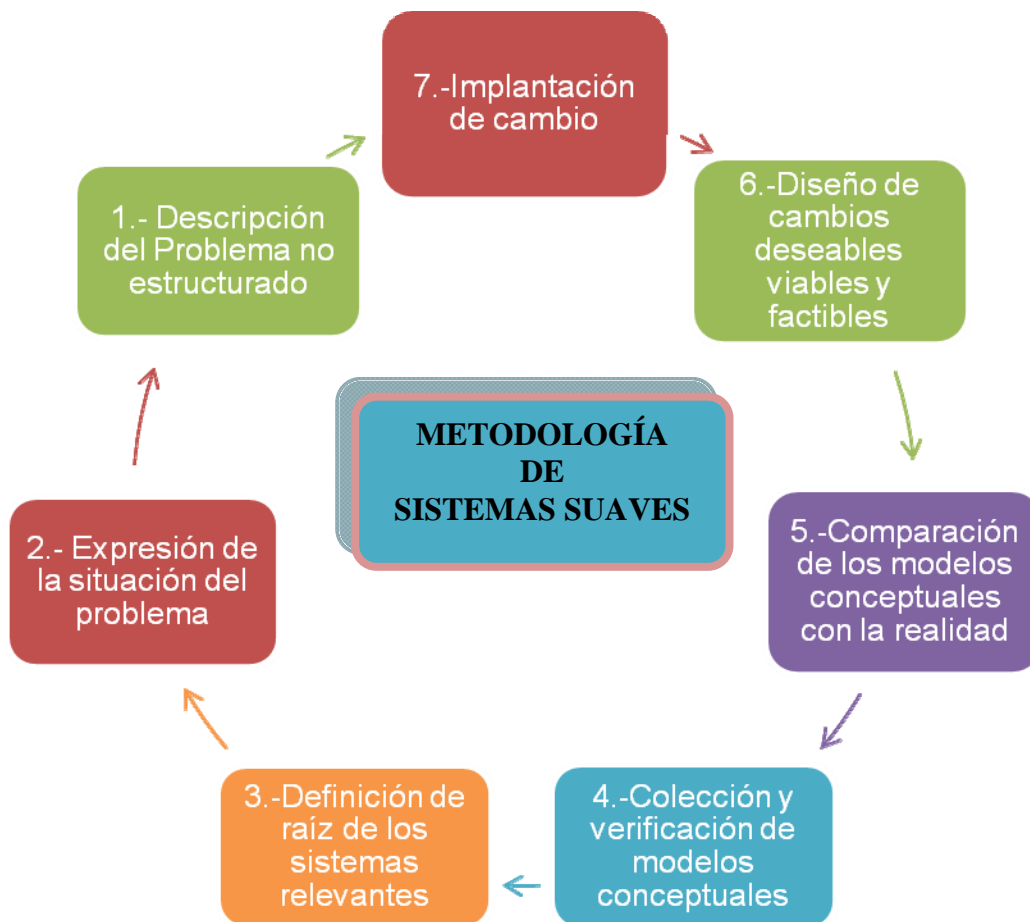 7.-Implantación
de cambio
1.- Descripción
del Problema no
estructurado
6.-Diseño de
cambios
deseables
viables y
factibles
METODOLOGÍA
DE
SISTEMAS SUAVES
2.- Expresión de
la situación del
problema
5.-Comparación
de los modelos
conceptuales
con la realidad
3.-Definición de
raíz de los
sistemas
relevantes
4.-Colección y
verificación de
modelos
conceptuales